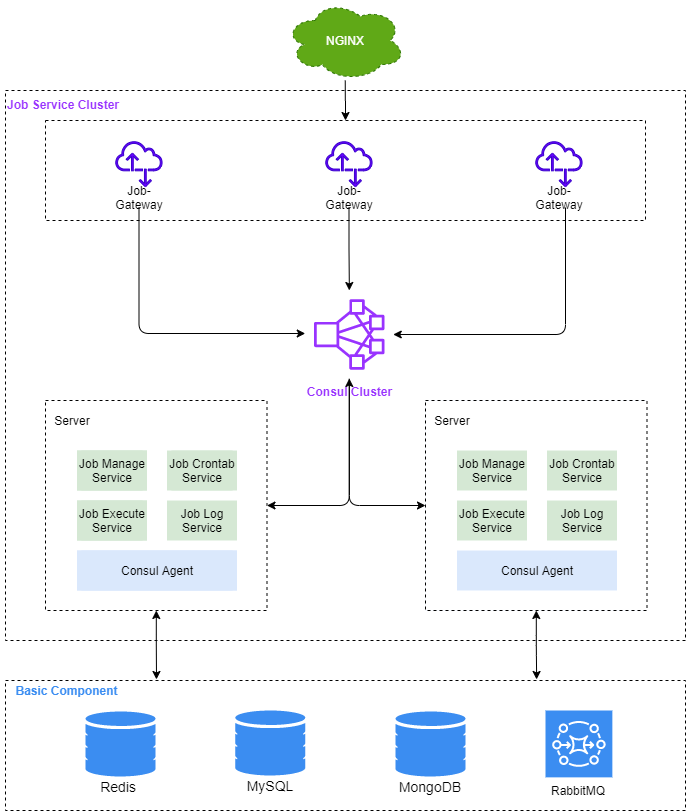 NGINX
Job Service Cluster
Job-
Gateway
Job-
Gateway
Job-
Gateway
Consul Cluster
Server
Job Manage
Service
Job Crontab
Service
Job Execute
Service
Job Log
Service
Consul Agent
Server
Job Manage
Service
Job Crontab
Service
Job Execute
Service
Job Log
Service
Consul Agent
Basic Component
Redis
MySQL
MongoDB
RabbitMQ